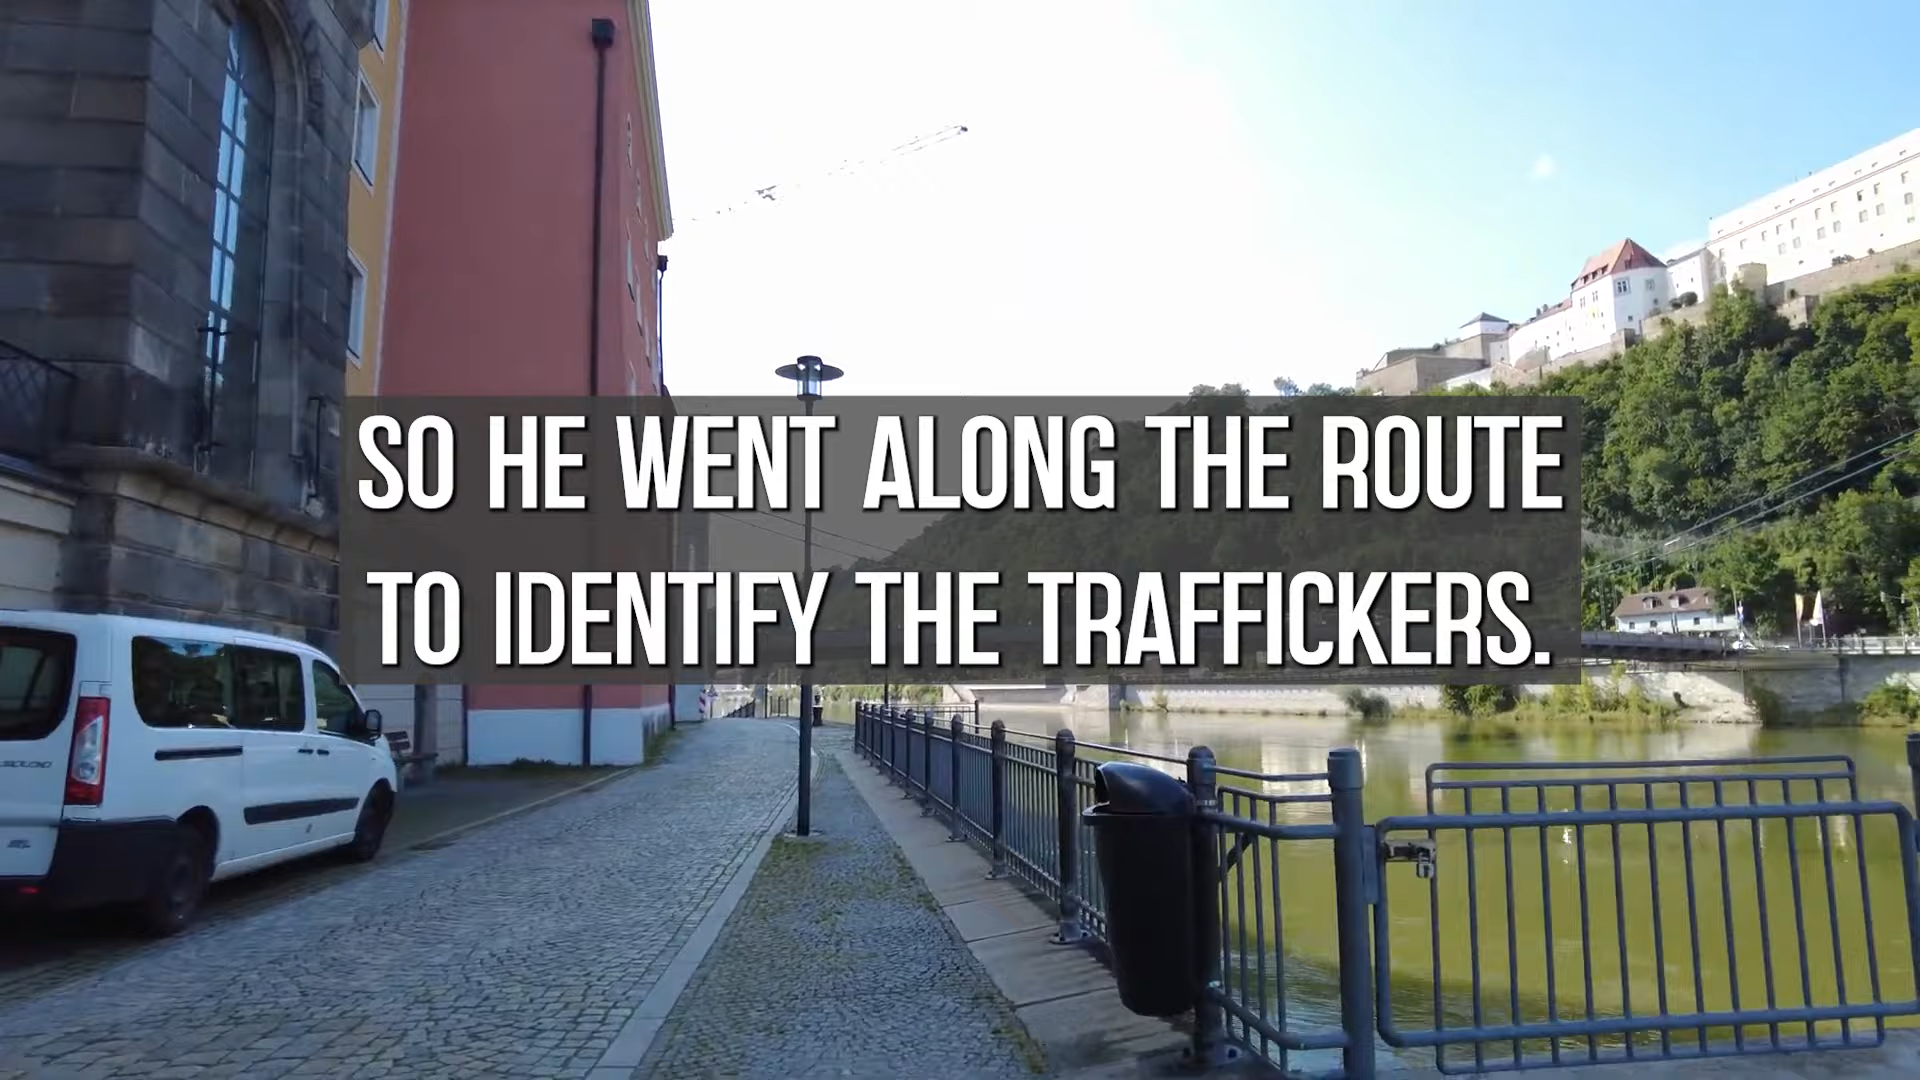 SO HE WENT ALONG THE ROUTE
TO IDENTIFY THE TRAFFICKERS.